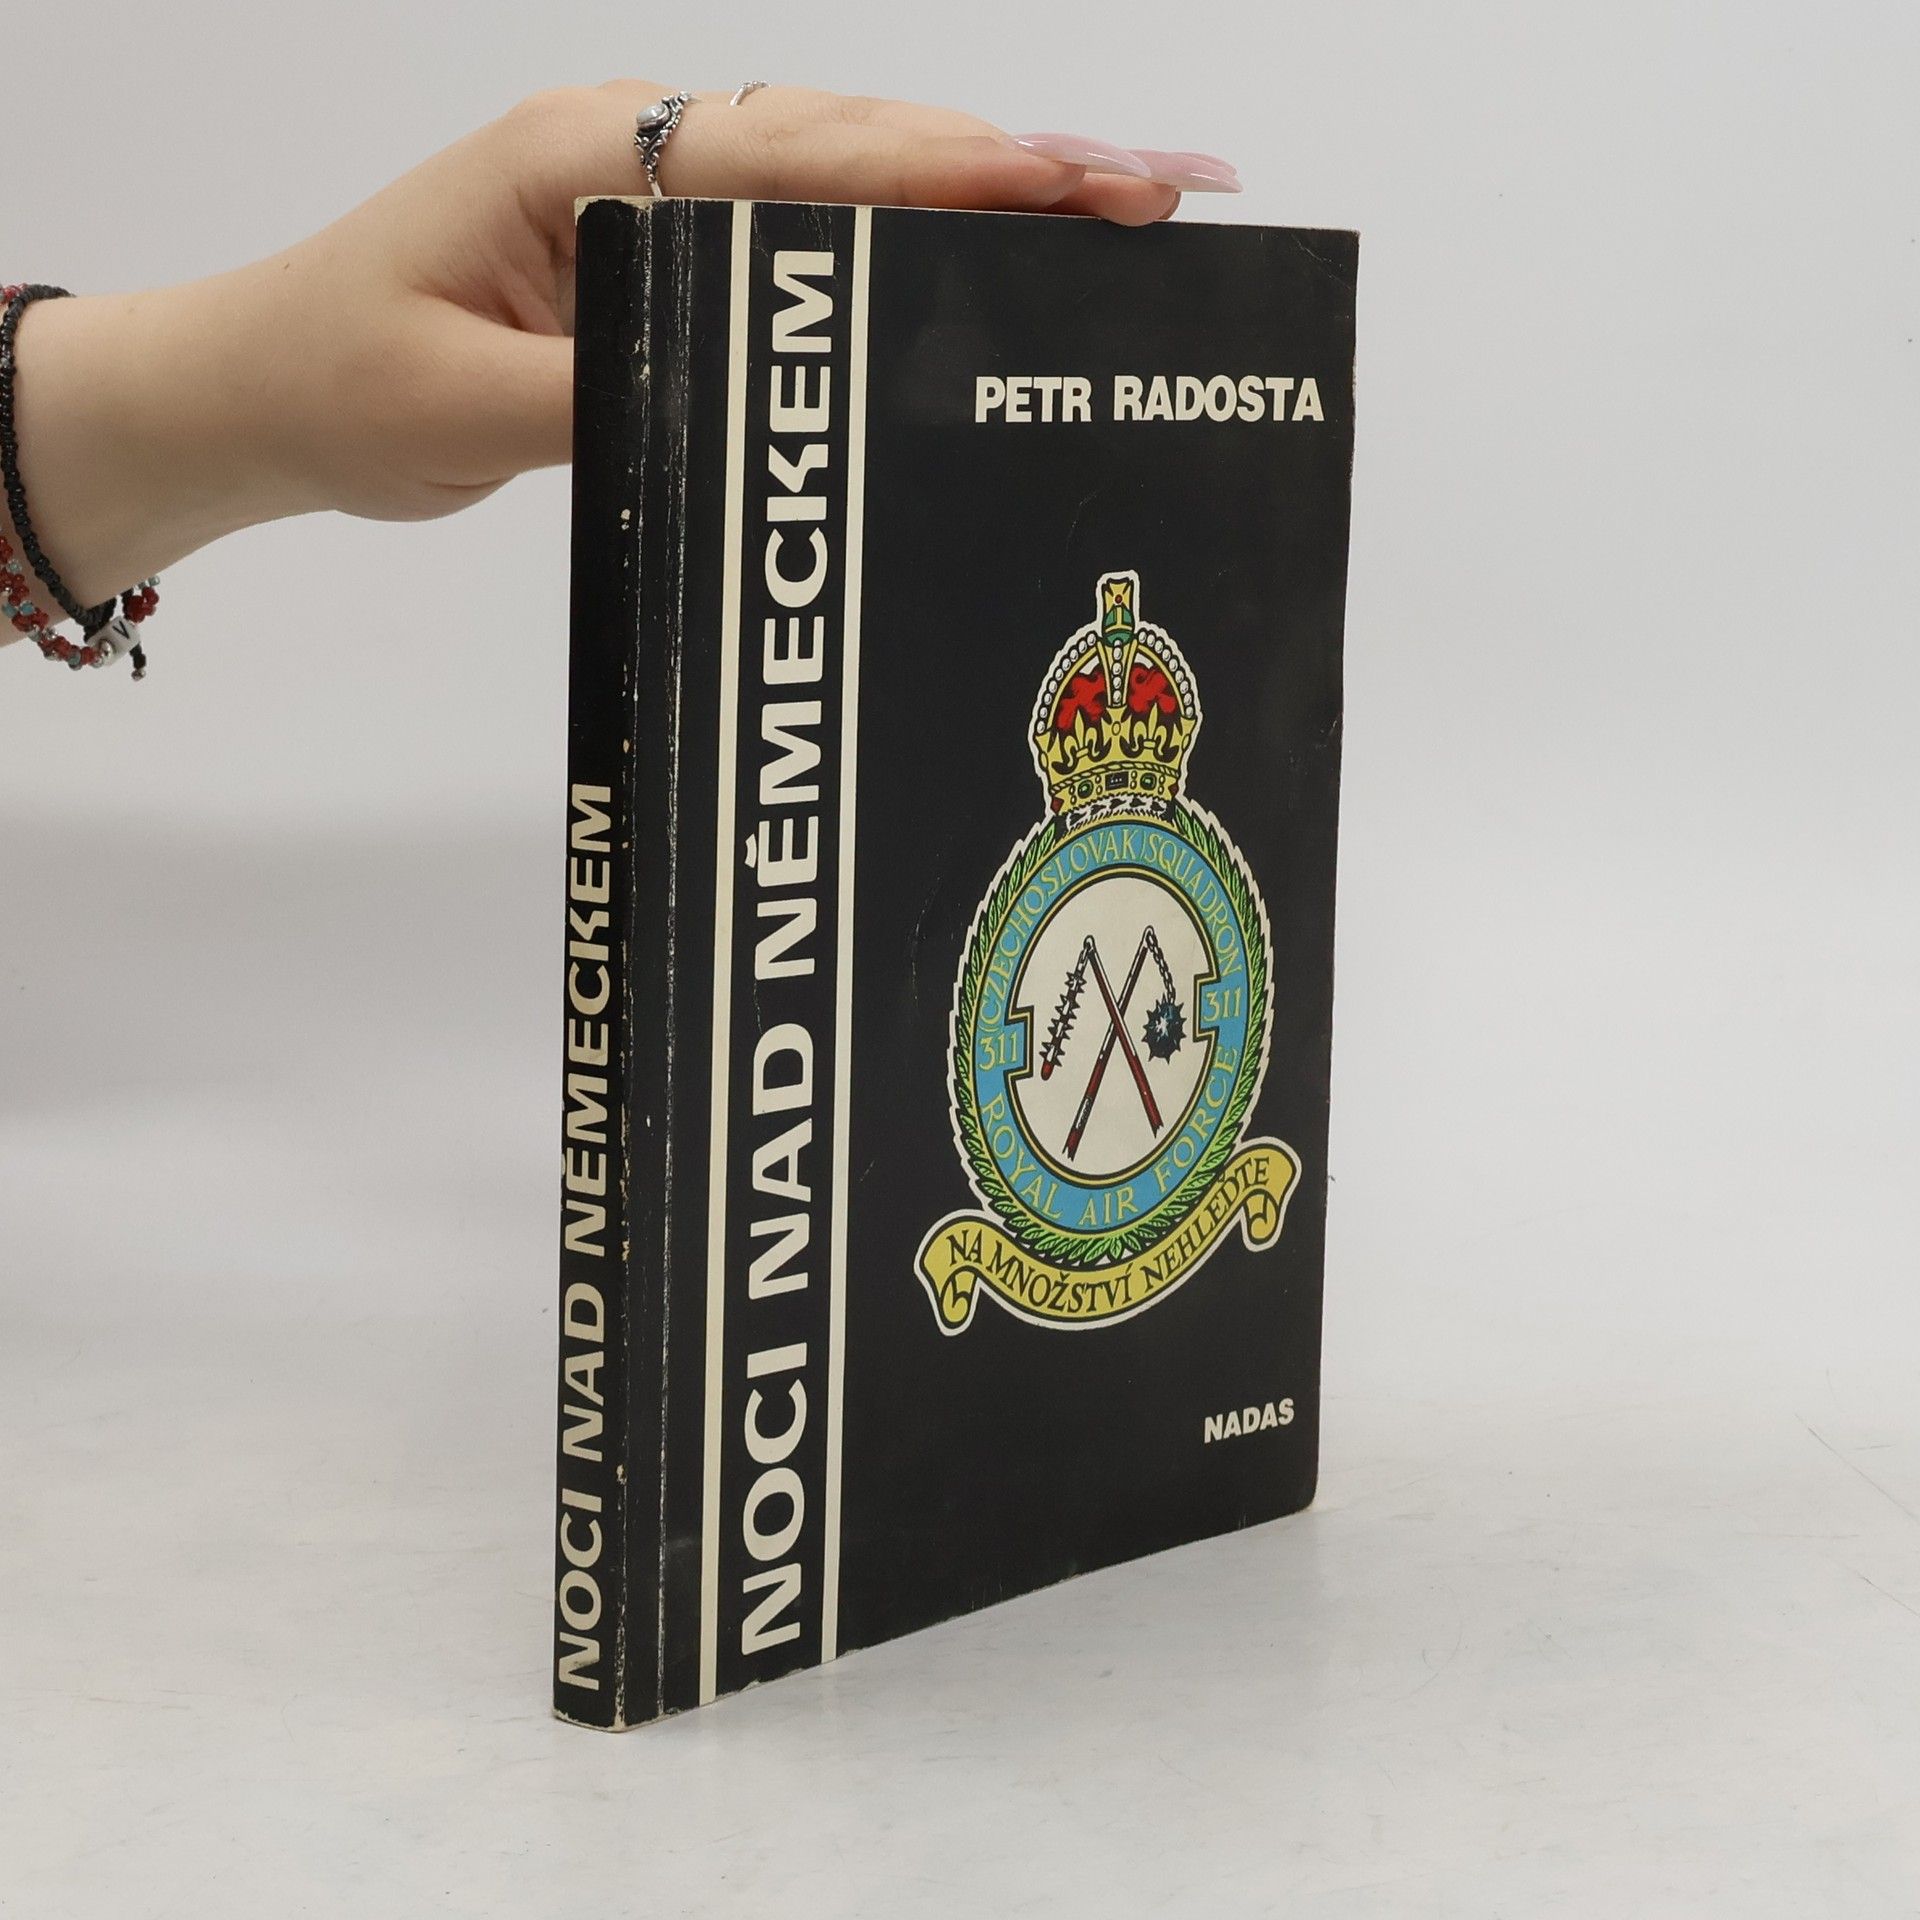 NOCI NAD NĚMECKEM
NOCI NAD NĚMECKEM
PETR RADOSTA
(CZECHOSLOVAK) SQUADRON
311
311
ROYAL AIR FORCE
NA MNOŽSTVÍ NEHLEĎTE
NADAS
V